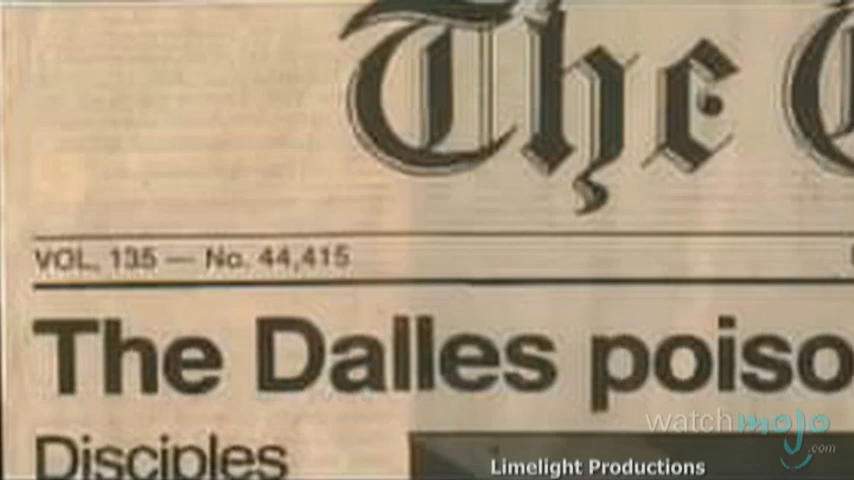 The
VOL. 135 — No. 44,415
The Dalles poiso
Disciples
watchmojo
.com
Limelight Productions